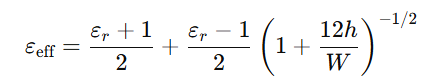 ε_eff = (ε_r + 1)/2 + (ε_r − 1)/2 (1 + 12h/W)^(−1/2)